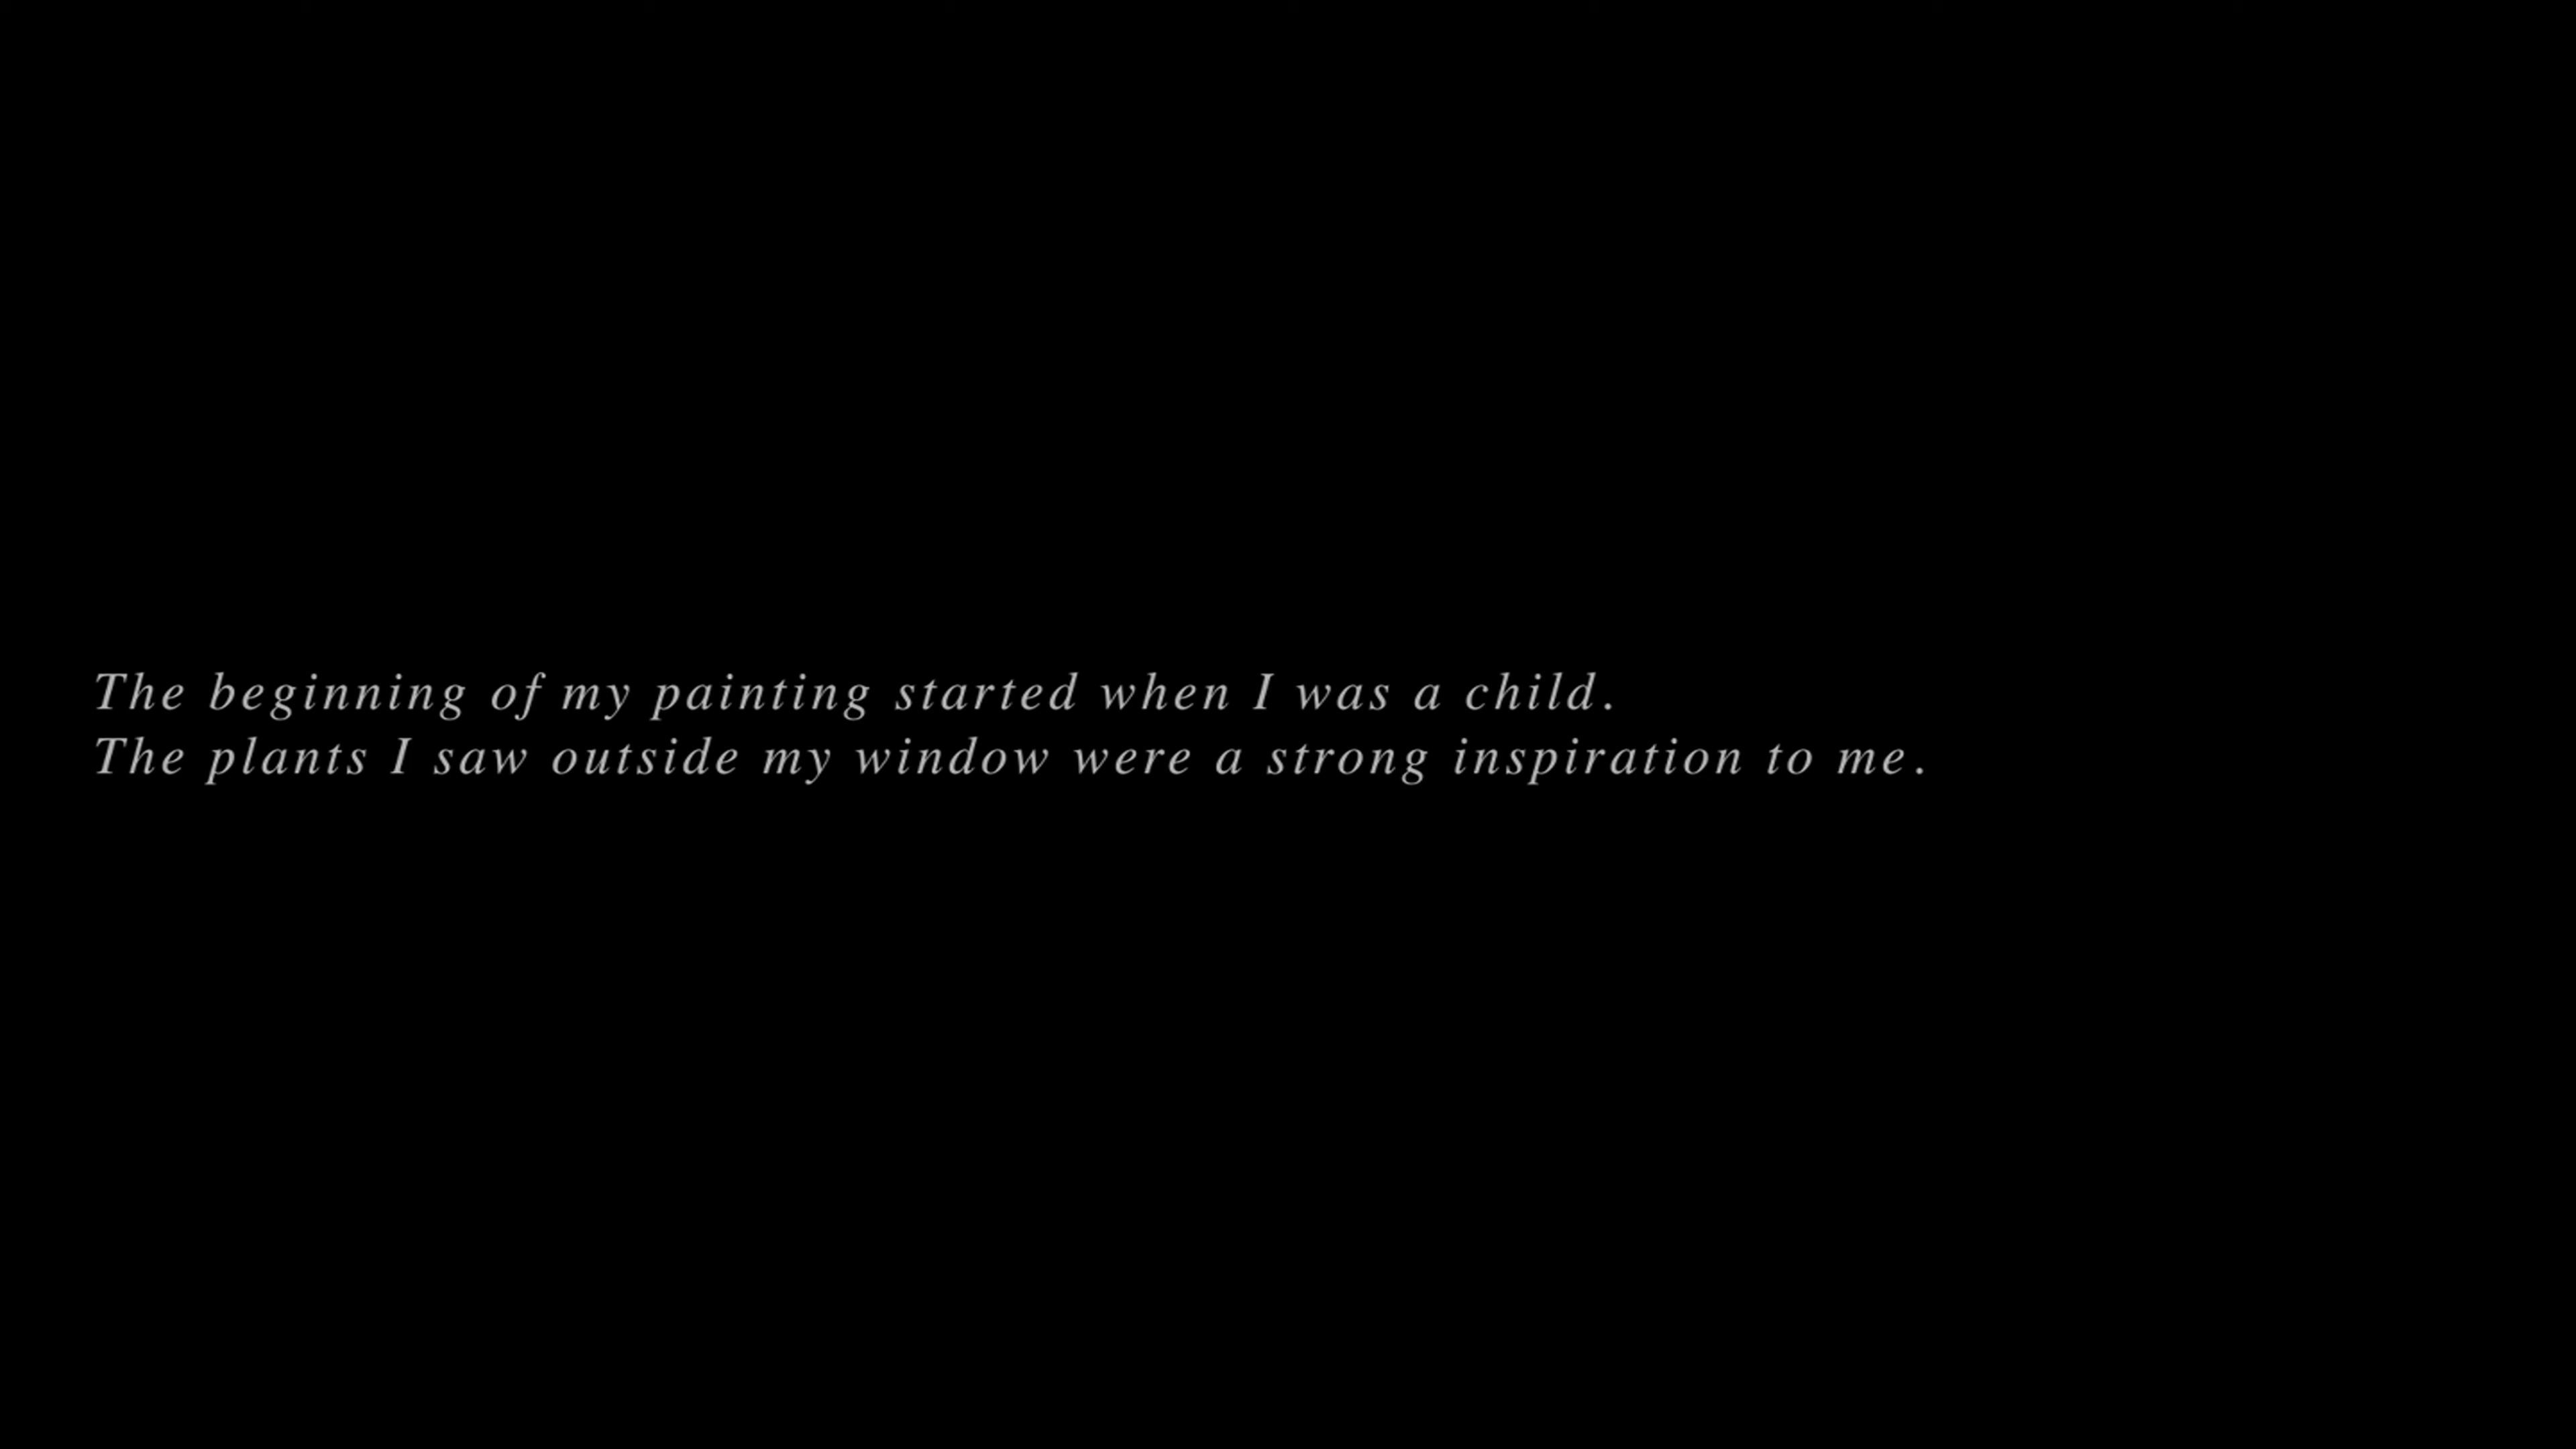 The beginning of my painting started when I was a child.
The plants I saw outside my window were a strong inspiration to me.